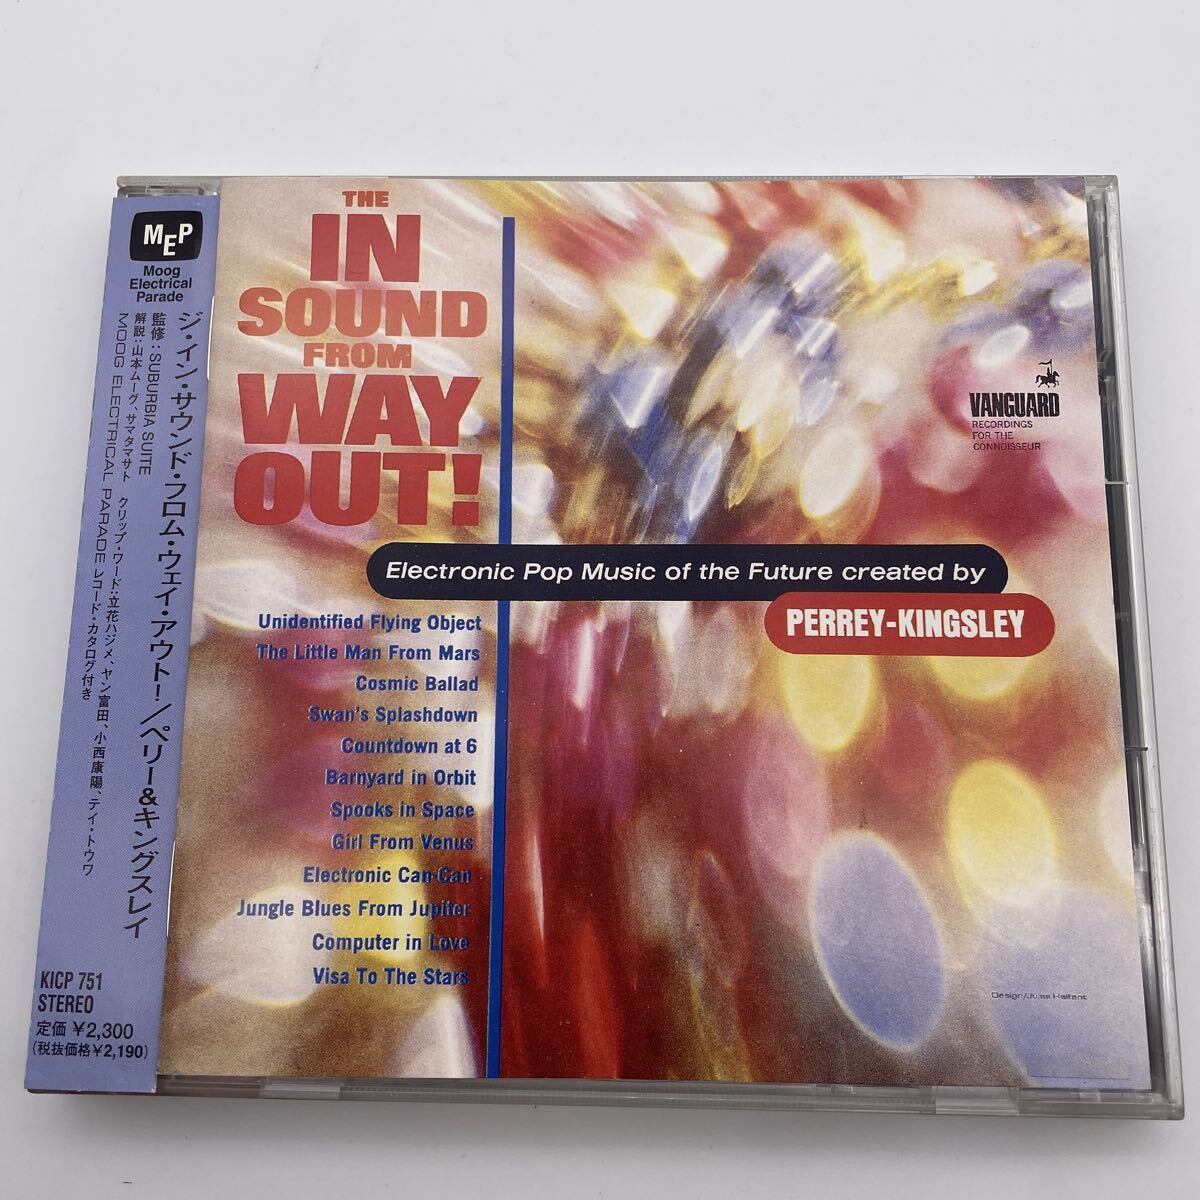 MEP
Moog
Electrical
Parade
ジ・イン・サウンド・フロム・ウェイ・アウト!/ペリー&キングスレイ
監修:SUBURBIA SUITE
解説:山本ムーグ、サマタマサト　クリップ・ワード:立花ハジメ、ヤン富田、小西康陽、テイ・トウワ
MOOG ELECTRICAL PARADE レコード・カタログ付き
KICP 751
STEREO
定価 ¥2,300
(税抜価格¥2,190)
THE
IN
SOUND
FROM
WAY
OUT!
VANGUARD
RECORDINGS
FOR THE
CONNOISSEUR
Electronic Pop Music of the Future created by
PERREY-KINGSLEY
Unidentified Flying Object
The Little Man From Mars
Cosmic Ballad
Swan's Splashdown
Countdown at 6
Barnyard in Orbit
Spooks in Space
Girl From Venus
Electronic Can-Can
Jungle Blues From Jupiter
Computer in Love
Visa To The Stars
Design/Jules Halfant